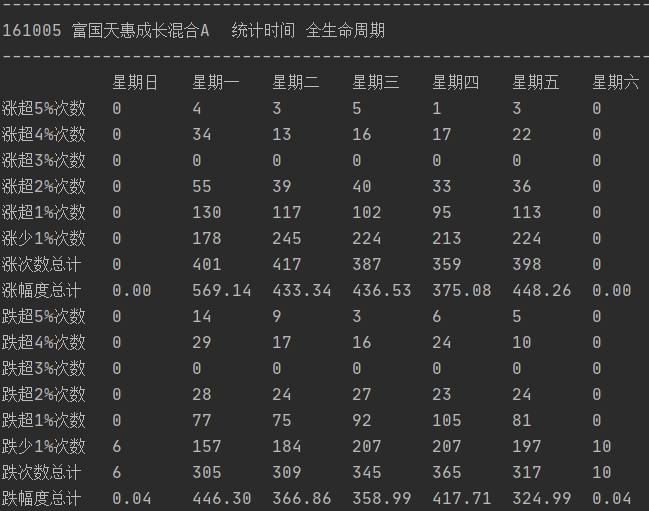 161005 富国天惠成长混合A 统计时间 全生命周期
星期日 星期一 星期二 星期三 星期四 星期五 星期六
涨超5%次数 0 4 3 5 1 3 0
涨超4%次数 0 34 13 16 17 22 0
涨超3%次数 0 0 0 0 0 0 0
涨超2%次数 0 55 39 40 33 36 0
涨超1%次数 0 130 117 102 95 113 0
涨少1%次数 0 178 245 224 213 224 0
涨次数总计 0 401 417 387 359 398 0
涨幅度总计 0.00 569.14 433.34 436.53 375.08 448.26 0.00
跌超5%次数 0 14 9 3 6 5 0
跌超4%次数 0 29 17 16 24 10 0
跌超3%次数 0 0 0 0 0 0 0
跌超2%次数 0 28 24 27 23 24 0
跌超1%次数 0 77 75 92 105 81 0
跌少1%次数 6 157 184 207 207 197 10
跌次数总计 6 305 309 345 365 317 10
跌幅度总计 0.04 446.30 366.86 358.99 417.71 324.99 0.04